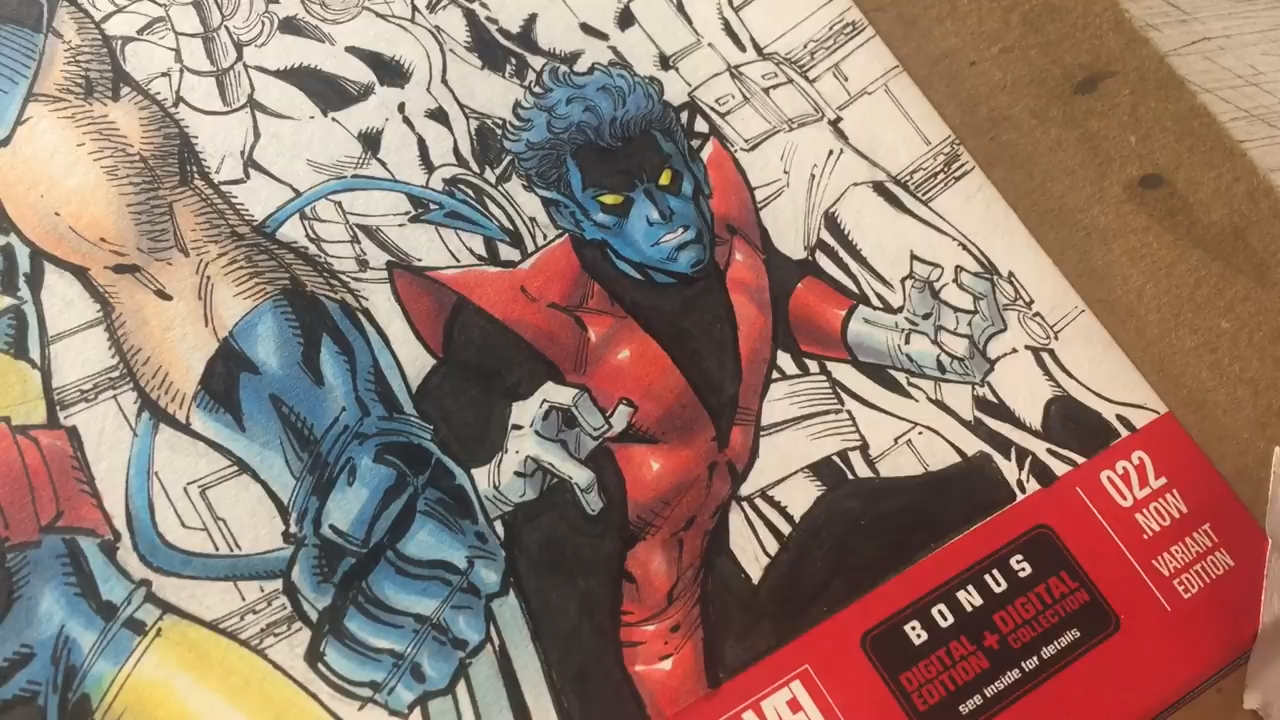 022
.NOW
VARIANT
EDITION
BONUS
DIGITAL EDITION + DIGITAL COLLECTION
see inside for details